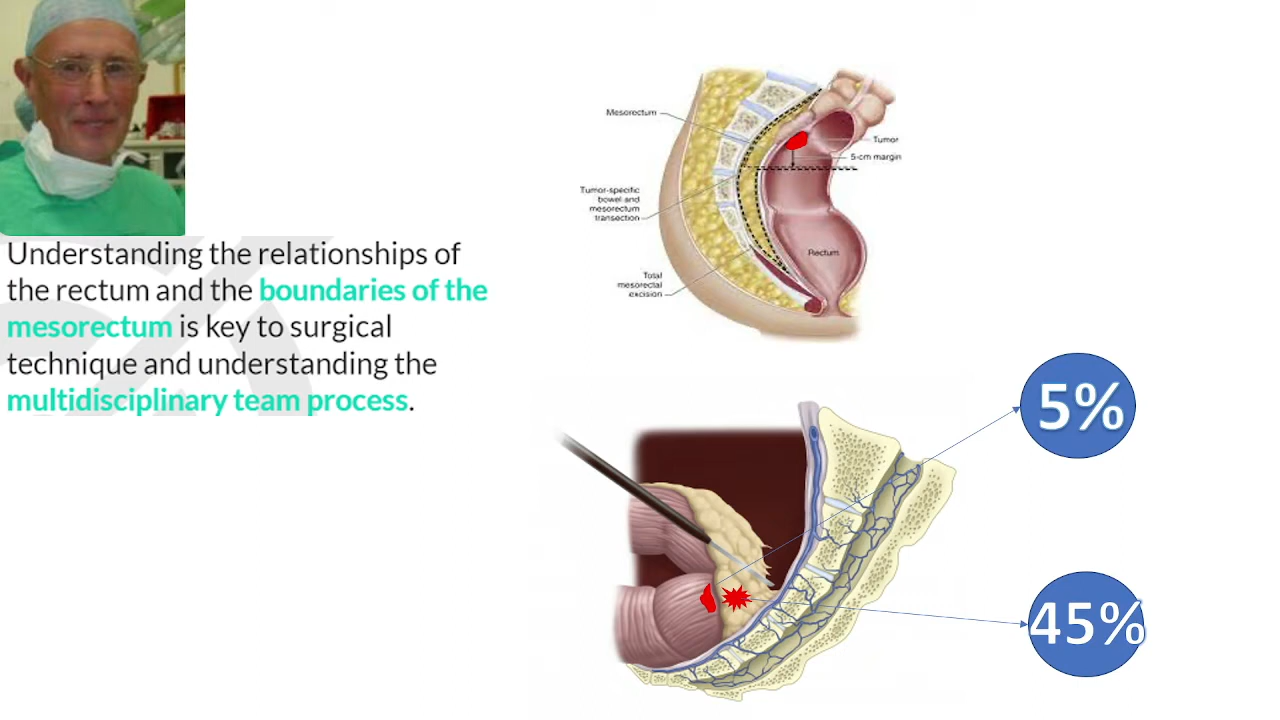 Understanding the relationships of
the rectum and the boundaries of the
mesorectum is key to surgical
technique and understanding the
multidisciplinary team process.
Mesorectum
Tumor
5-cm margin
Tumor-specific
bowel and
mesorectum
transection
Rectum
Total
mesorectal
excision
5%
45%